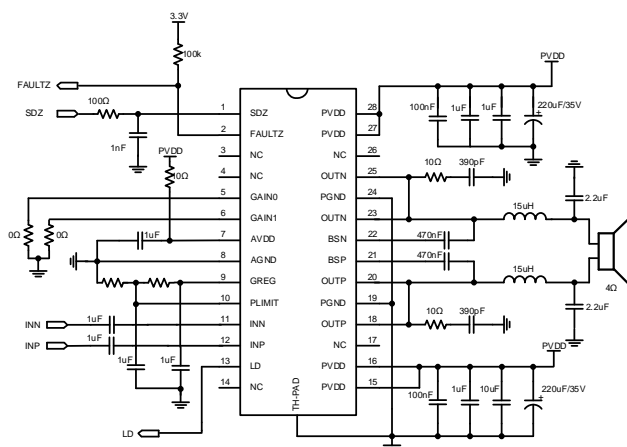 3.3V
100k
FAULTZ
SDZ
100Ω
1nF
PVDD
10Ω
0Ω
0Ω
1uF
INN
1uF
INP
1uF
1uF
1uF
LD
1
2
3
4
5
6
7
8
9
10
11
12
13
14
SDZ
FAULTZ
NC
NC
GAIN0
GAIN1
AVDD
AGND
GREG
PLIMIT
INN
INP
LD
NC
TH-PAD
PVDD
PVDD
NC
OUTN
PGND
OUTN
BSN
BSP
OUTP
PGND
OUTP
NC
PVDD
PVDD
28
27
26
25
24
23
22
21
20
19
18
17
16
15
PVDD
100nF
1uF
1uF
220uF/35V
+
10Ω
390pF
2.2uF
15uH
470nF
470nF
15uH
4Ω
2.2uF
10Ω
390pF
PVDD
100nF
1uF
10uF
220uF/35V
+